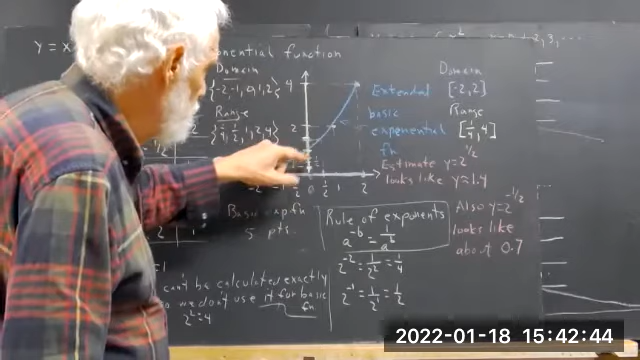 Y = x
onential function
2, 3, ...
Domain
{-2, -1, 0, 1, 2}
Range
{1/4, 1/2, 1, 2, 4}
4
2
0 1/2 1 2
Extended
basic
exponential
fn
Domain
[-2, 2]
Range
[1/4, 4]
Estimate y = 2^1/2
looks like y ≈ 1.4
Also y = 2^-1/2
looks like
about 0.7
5 pts.
Rule of exponents
a^-b = 1/a^b
2^-2 = 1/2^2 = 1/4
2^-1 = 1/2^1 = 1/2
can't be calculated exactly
so we don't use it for basic
fn
2^2 = 4
2022-01-18 15:42:44